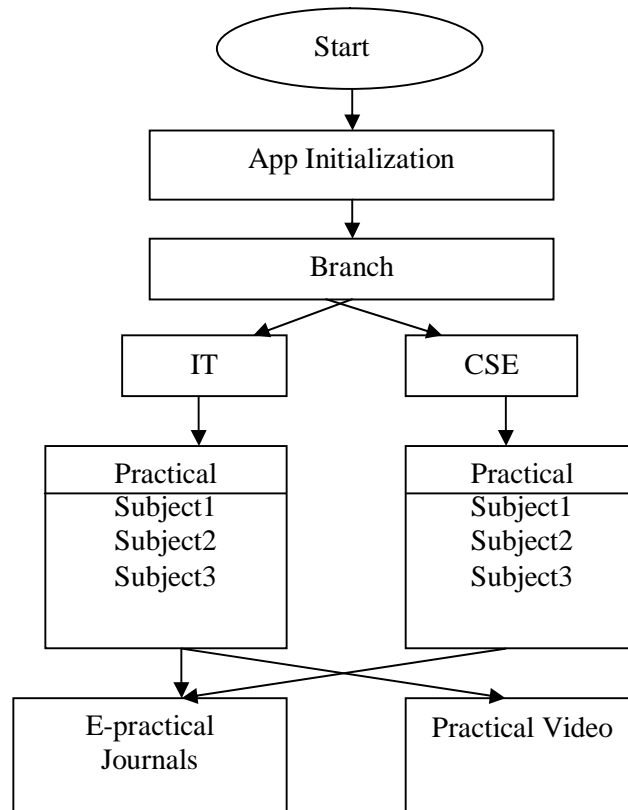 Start
App Initialization
Branch
IT
CSE
Practical
Subject1
Subject2
Subject3
Practical
Subject1
Subject2
Subject3
E-practical
Journals
Practical Video